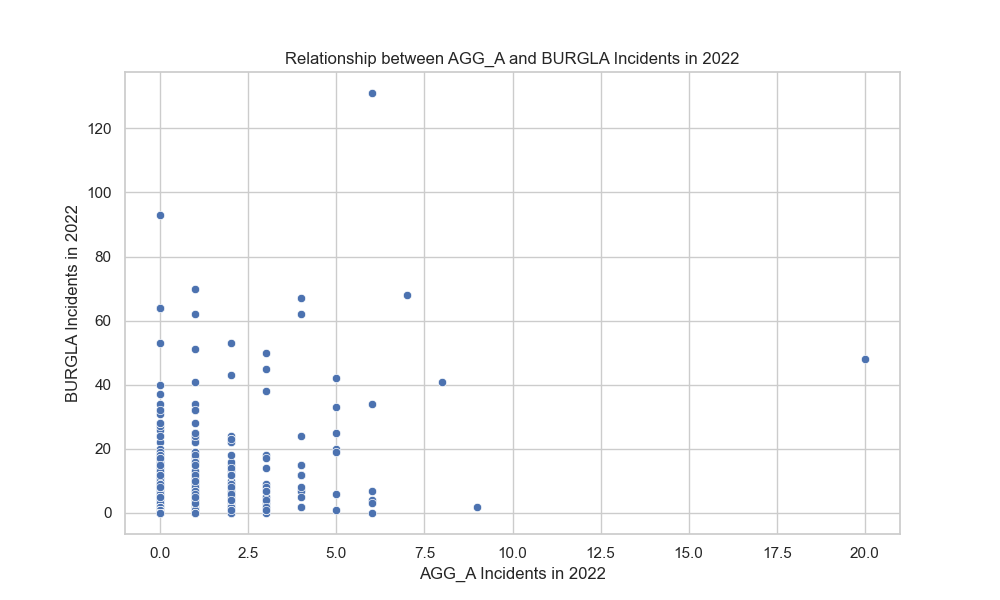 Relationship between AGG_A and BURGLA Incidents in 2022
120
100
80
60
40
20
0
BURGLA Incidents in 2022
0.0 2.5 5.0 7.5 10.0 12.5 15.0 17.5 20.0
AGG_A Incidents in 2022